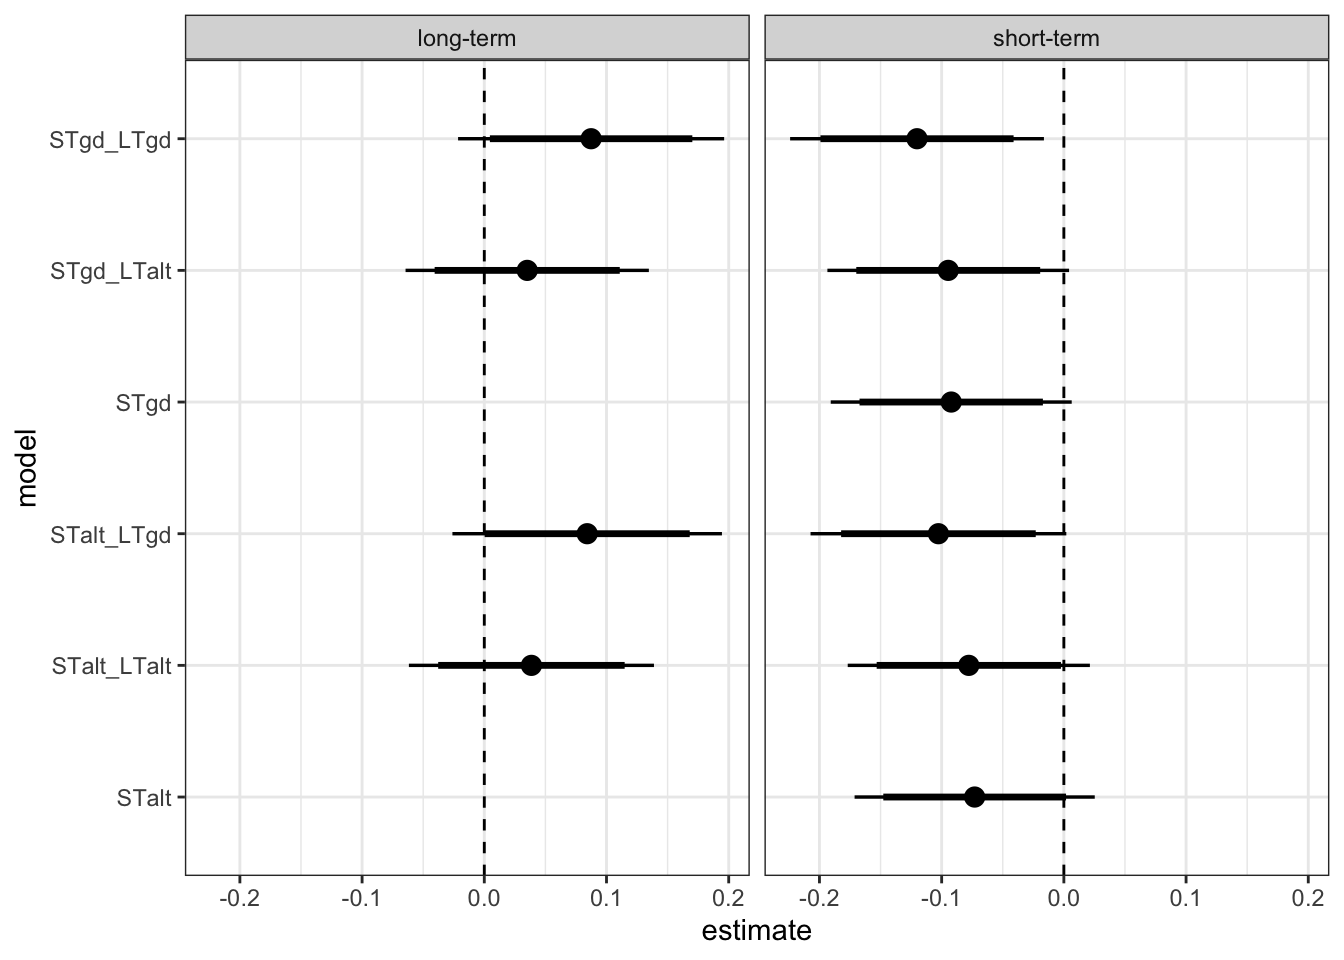 long-term
short-term
STgd_LTgd
STgd_LTalt
STgd
STalt_LTgd
STalt_LTalt
STalt
model
-0.2 -0.1 0.0 0.1 0.2
-0.2 -0.1 0.0 0.1 0.2
estimate